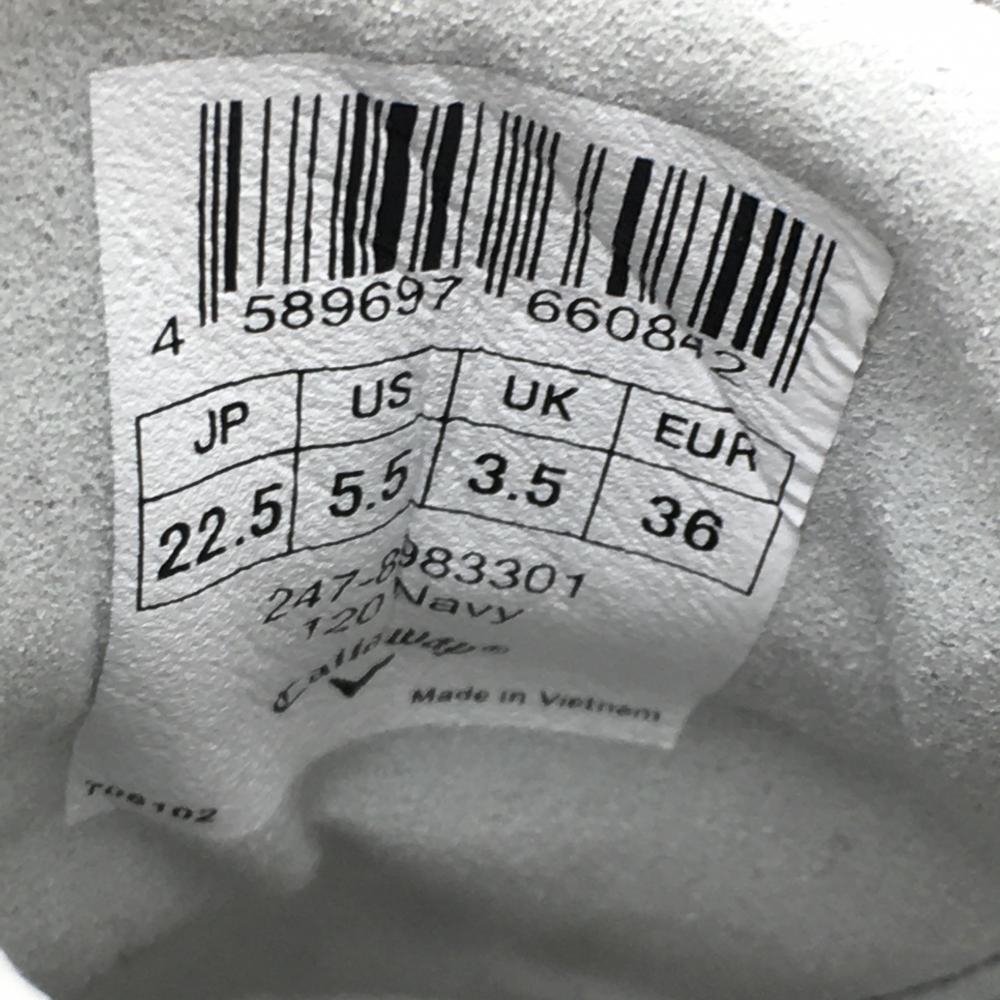 4 589697 660842
JP US UK EUR
22.5 5.5 3.5 36
247-8983301
120 Navy
Callaway®
Made in Vietnam
T06102